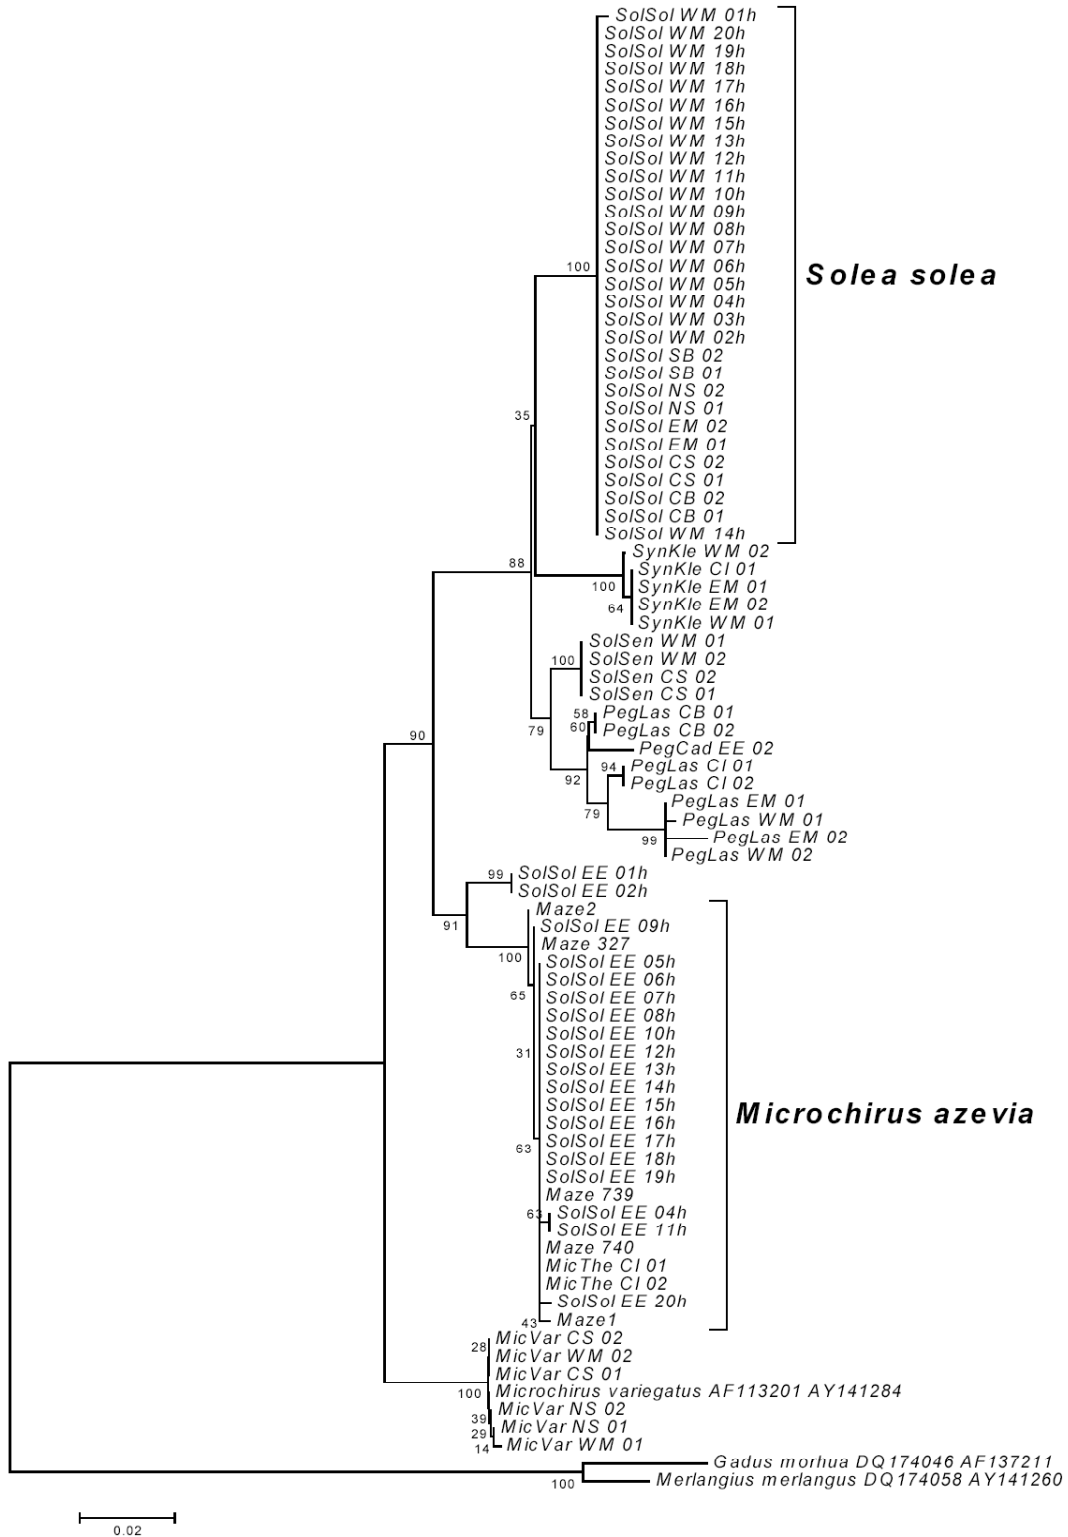 SolSol WM 01h
SolSol WM 20h
SolSol WM 19h
SolSol WM 18h
SolSol WM 17h
SolSol WM 16h
SolSol WM 15h
SolSol WM 13h
SolSol WM 12h
SolSol WM 11h
SolSol WM 10h
SolSol WM 09h
SolSol WM 08h
SolSol WM 07h
SolSol WM 06h
100
Solea solea
SolSol WM 05h
SolSol WM 04h
SolSol WM 03h
SolSol WM 02h
SolSol SB 02
SolSol SB 01
SolSol NS 02
SolSol NS 01
35
SolSol EM 02
SolSol EM 01
SolSol CS 02
SolSol CS 01
SolSol CB 02
SolSol CB 01
SolSol WM 14h
SynKle WM 02
88
SynKle CI 01
100
SynKle EM 01
64
SynKle EM 02
SynKle WM 01
SolSen WM 01
100
SolSen WM 02
SolSen CS 02
SolSen CS 01
58
PegLas CB 01
60
PegLas CB 02
79
90
PegCad EE 02
94
PegLas CI 01
92
PegLas CI 02
PegLas EM 01
79
PegLas WM 01
99
PegLas EM 02
PegLas WM 02
99
SolSol EE 01h
SolSol EE 02h
Maze2
91
SolSol EE 09h
Maze 327
100
SolSol EE 05h
SolSol EE 06h
65
SolSol EE 07h
SolSol EE 08h
SolSol EE 10h
31
SolSol EE 12h
SolSol EE 13h
SolSol EE 14h
SolSol EE 15h
Microchirus azevia
SolSol EE 16h
63
SolSol EE 17h
SolSol EE 18h
SolSol EE 19h
Maze 739
63
SolSol EE 04h
SolSol EE 11h
Maze 740
MicThe CI 01
MicThe CI 02
SolSol EE 20h
43
Maze1
28
MicVar CS 02
MicVar WM 02
MicVar CS 01
100
Microchirus variegatus AF113201 AY141284
39
MicVar NS 02
29
MicVar NS 01
14
MicVar WM 01
Gadus morhua DQ174046 AF137211
100
Merlangius merlangus DQ174058 AY141260
0.02